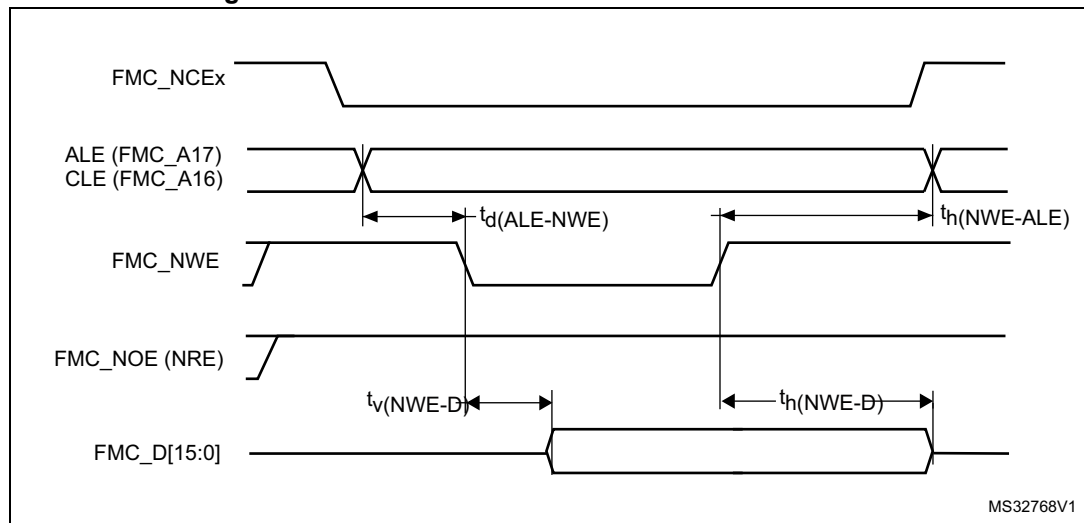 FMC_NCEx
ALE (FMC_A17)
CLE (FMC_A16)
td(ALE-NWE)
th(NWE-ALE)
FMC_NWE
FMC_NOE (NRE)
tv(NWE-D)
th(NWE-D)
FMC_D[15:0]
MS32768V1